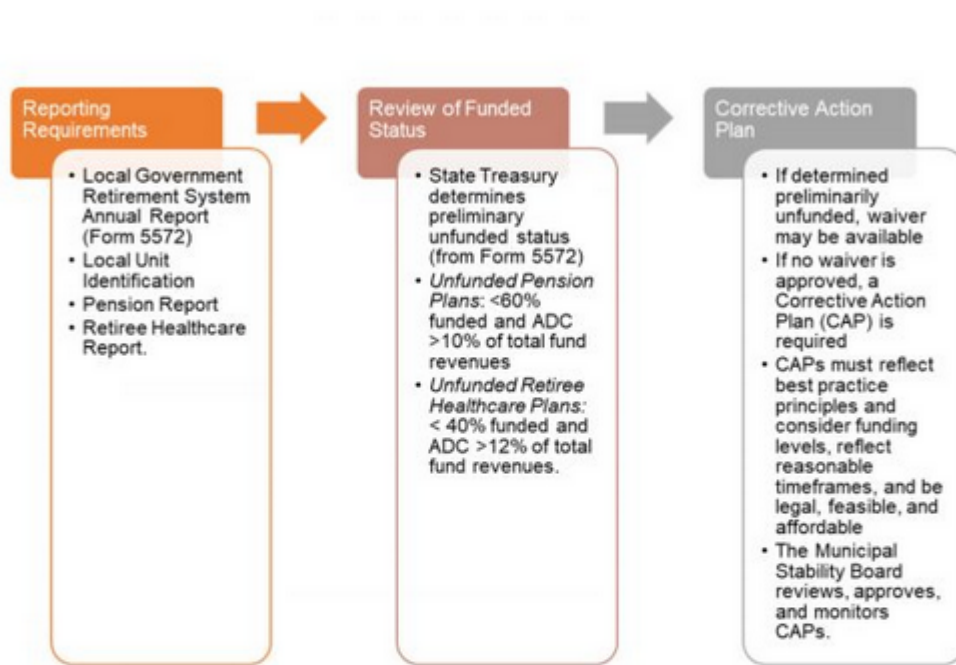 Reporting
Requirements
• Local Government
Retirement System
Annual Report
(Form 5572)
• Local Unit
Identification
• Pension Report
• Retiree Healthcare
Report.
Review of Funded
Status
• State Treasury
determines
preliminary
unfunded status
(from Form 5572)
• Unfunded Pension
Plans: <60%
funded and ADC
>10% of total fund
revenues
• Unfunded Retiree
Healthcare Plans:
< 40% funded and
ADC >12% of total
fund revenues.
Corrective Action
Plan
• If determined
preliminarily
unfunded, waiver
may be available
• If no waiver is
approved, a
Corrective Action
Plan (CAP) is
required
• CAPs must reflect
best practice
principles and
consider funding
levels, reflect
reasonable
timeframes, and be
legal, feasible, and
affordable
• The Municipal
Stability Board
reviews, approves,
and monitors
CAPs.